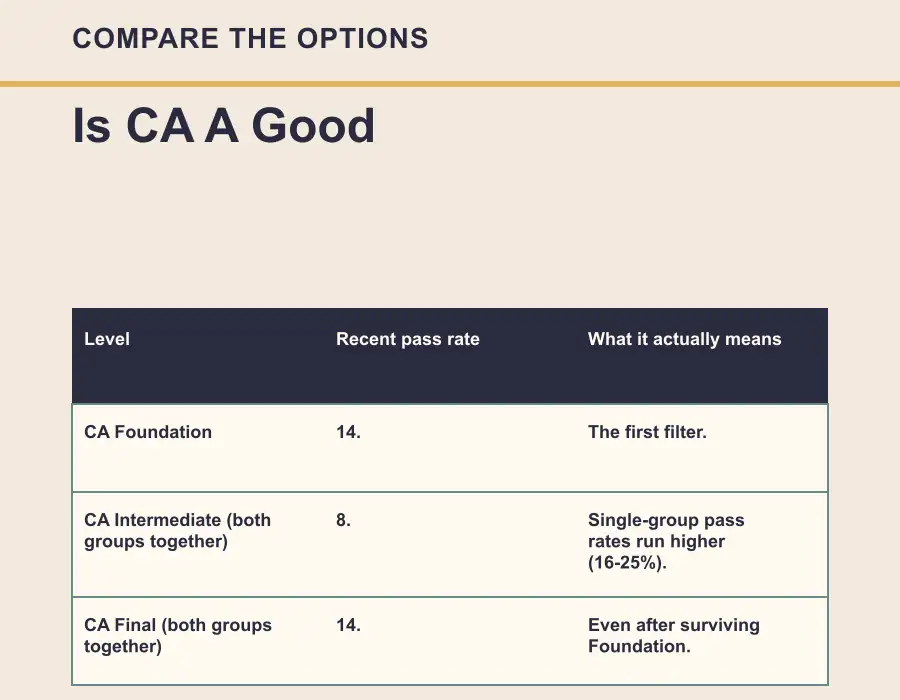 COMPARE THE OPTIONS
Is CA A Good
Level
Recent pass rate
What it actually means
CA Foundation
14.
The first filter.
CA Intermediate (both
groups together)
8.
Single-group pass
rates run higher
(16-25%).
CA Final (both groups
together)
14.
Even after surviving
Foundation.